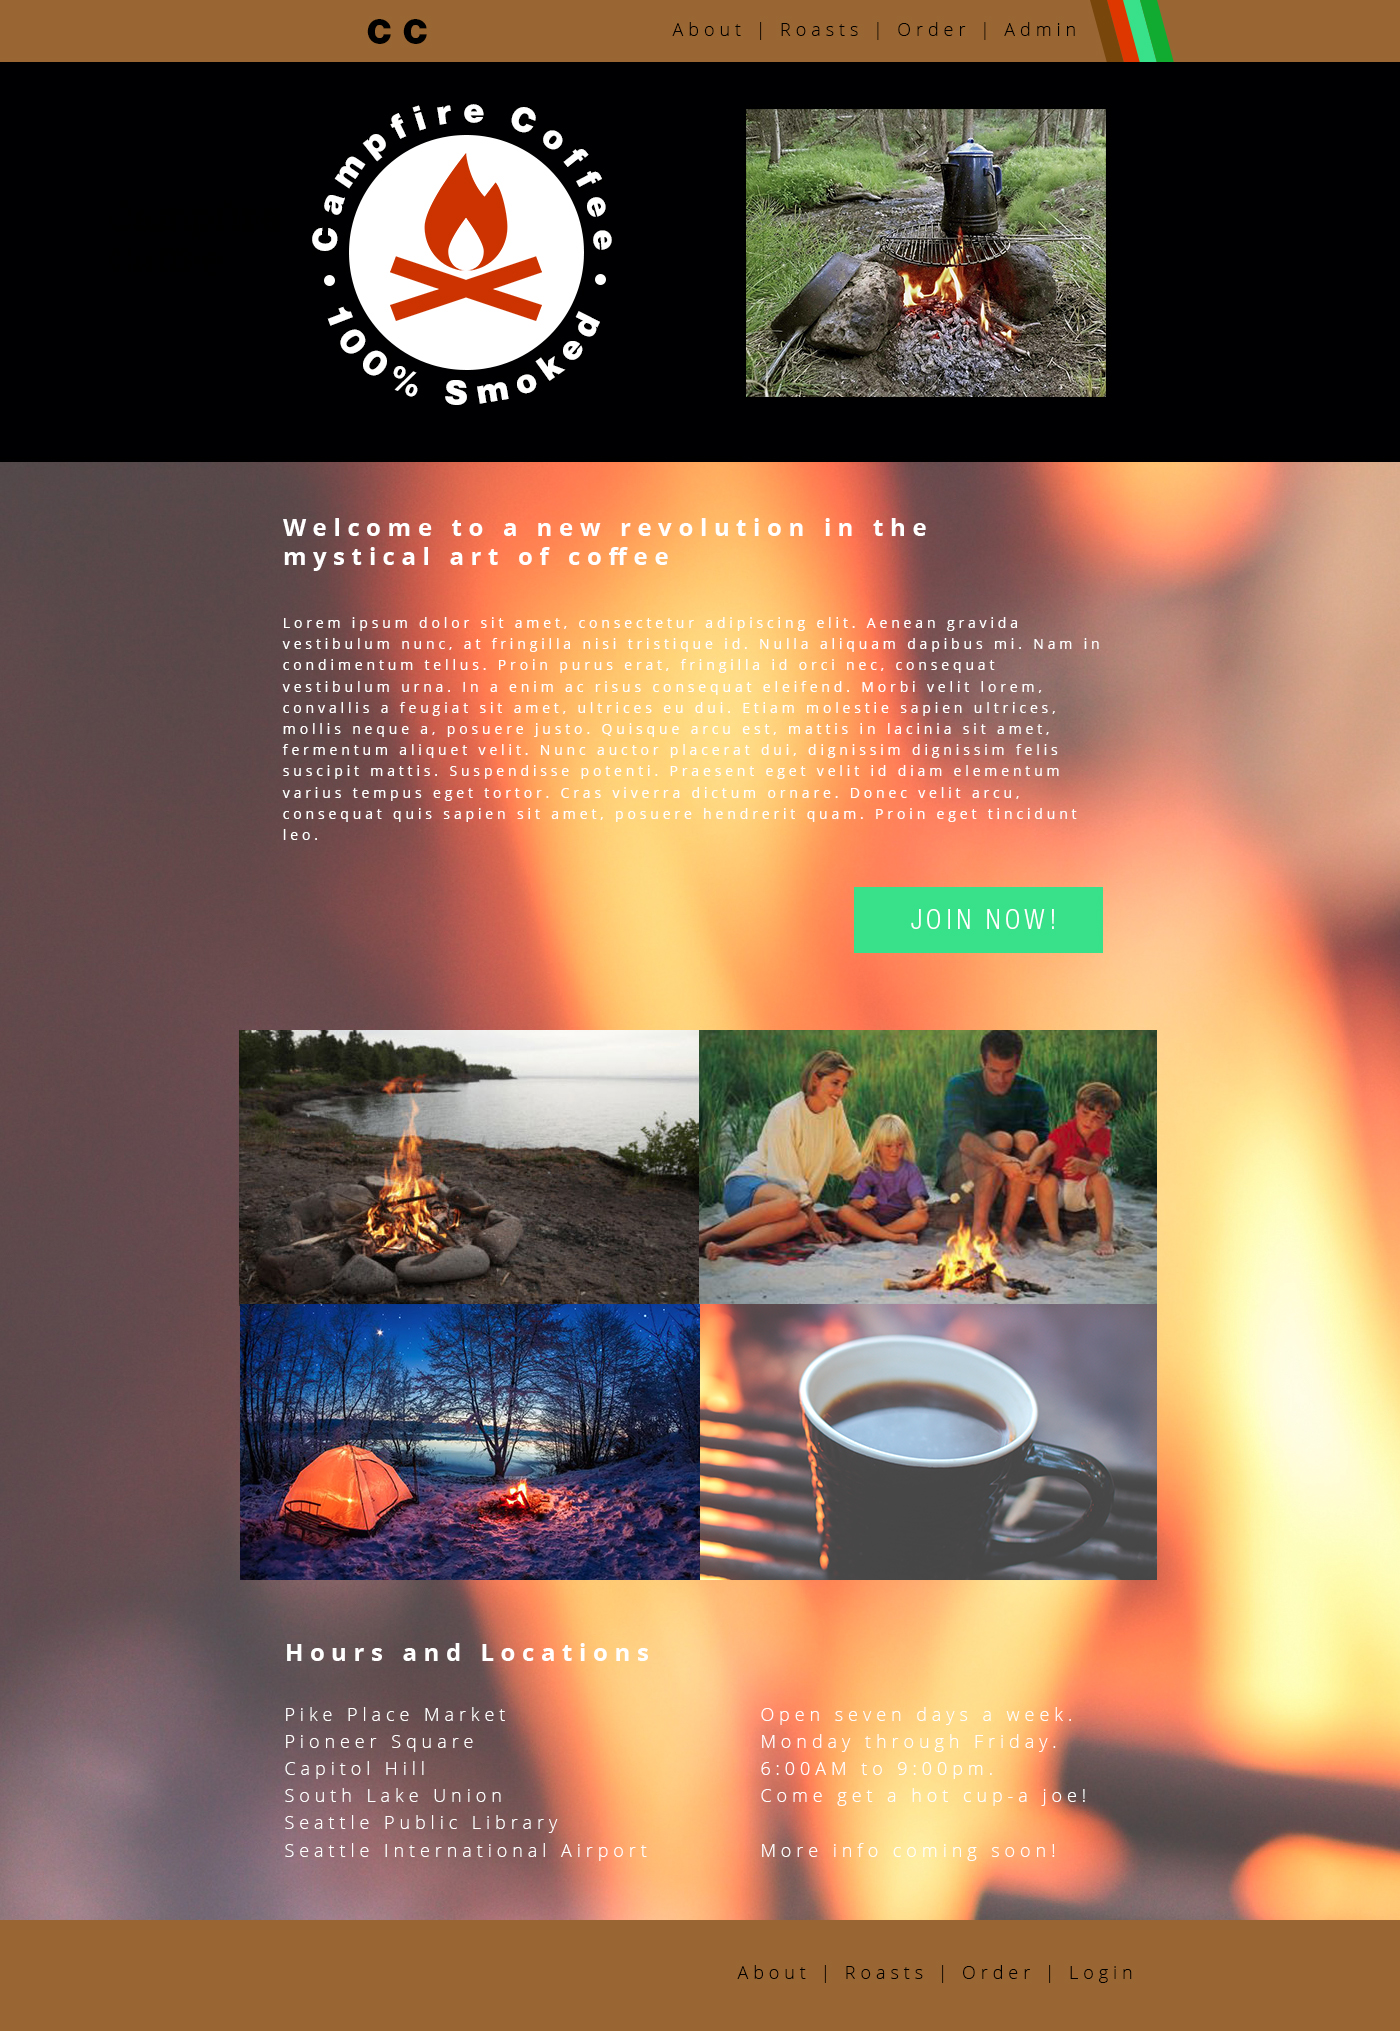 C C
About | Roasts | Order | Admin
Campfire Coffee
• 100% Smoked •
Welcome to a new revolution in the
mystical art of coffee
Lorem ipsum dolor sit amet, consectetur adipiscing elit. Aenean gravida
vestibulum nunc, at fringilla nisi tristique id. Nulla aliquam dapibus mi. Nam in
condimentum tellus. Proin purus erat, fringilla id orci nec, consequat
vestibulum urna. In a enim ac risus consequat eleifend. Morbi velit lorem,
convallis a feugiat sit amet, ultrices eu dui. Etiam molestie sapien ultrices,
mollis neque a, posuere justo. Quisque arcu est, mattis in lacinia sit amet,
fermentum aliquet velit. Nunc auctor placerat dui, dignissim dignissim felis
suscipit mattis. Suspendisse potenti. Praesent eget velit id diam elementum
varius tempus eget tortor. Cras viverra dictum ornare. Donec velit arcu,
consequat quis sapien sit amet, posuere hendrerit quam. Proin eget tincidunt
leo.
JOIN NOW!
Hours and Locations
Pike Place Market
Pioneer Square
Capitol Hill
South Lake Union
Seattle Public Library
Seattle International Airport
Open seven days a week.
Monday through Friday.
6:00AM to 9:00pm.
Come get a hot cup-a joe!
More info coming soon!
About | Roasts | Order | Login